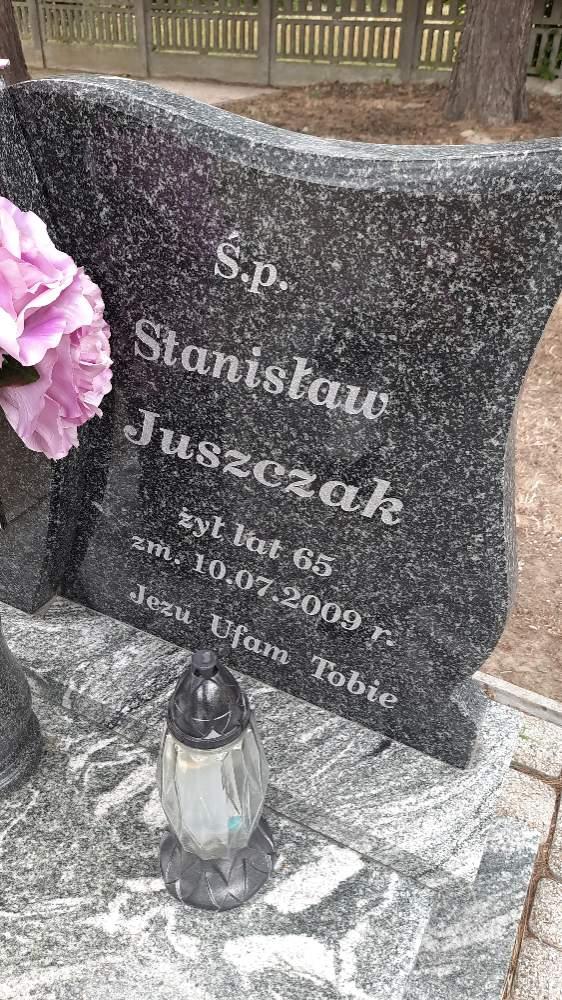 Ś.p.
Stanisław
Juszczak
żył lat 65
zm. 10.07.2009 r.
Jezu Ufam Tobie